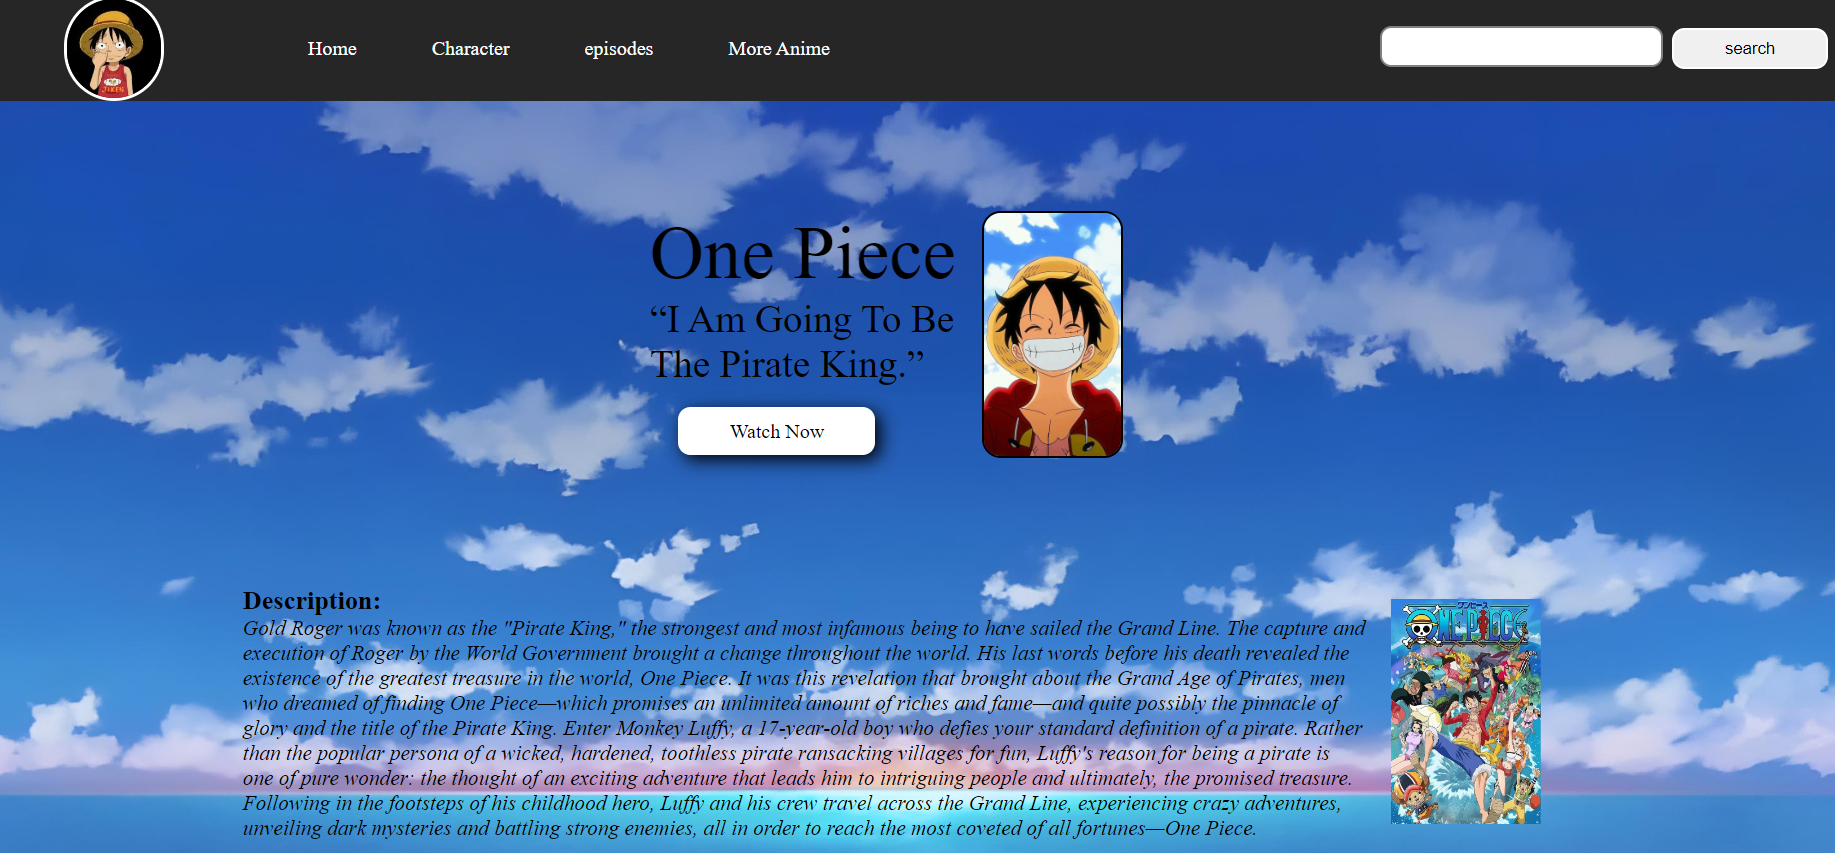 Home Character episodes More Anime search
One Piece
“I Am Going To Be
The Pirate King.”
Watch Now
Description:
Gold Roger was known as the "Pirate King," the strongest and most infamous being to have sailed the Grand Line. The capture and
execution of Roger by the World Government brought a change throughout the world. His last words before his death revealed the
existence of the greatest treasure in the world, One Piece. It was this revelation that brought about the Grand Age of Pirates, men
who dreamed of finding One Piece—which promises an unlimited amount of riches and fame—and quite possibly the pinnacle of
glory and the title of the Pirate King. Enter Monkey Luffy, a 17-year-old boy who defies your standard definition of a pirate. Rather
than the popular persona of a wicked, hardened, toothless pirate ransacking villages for fun, Luffy's reason for being a pirate is
one of pure wonder: the thought of an exciting adventure that leads him to intriguing people and ultimately, the promised treasure.
Following in the footsteps of his childhood hero, Luffy and his crew travel across the Grand Line, experiencing crazy adventures,
unveiling dark mysteries and battling strong enemies, all in order to reach the most coveted of all fortunes—One Piece.
ワンピース
ONE PIECE